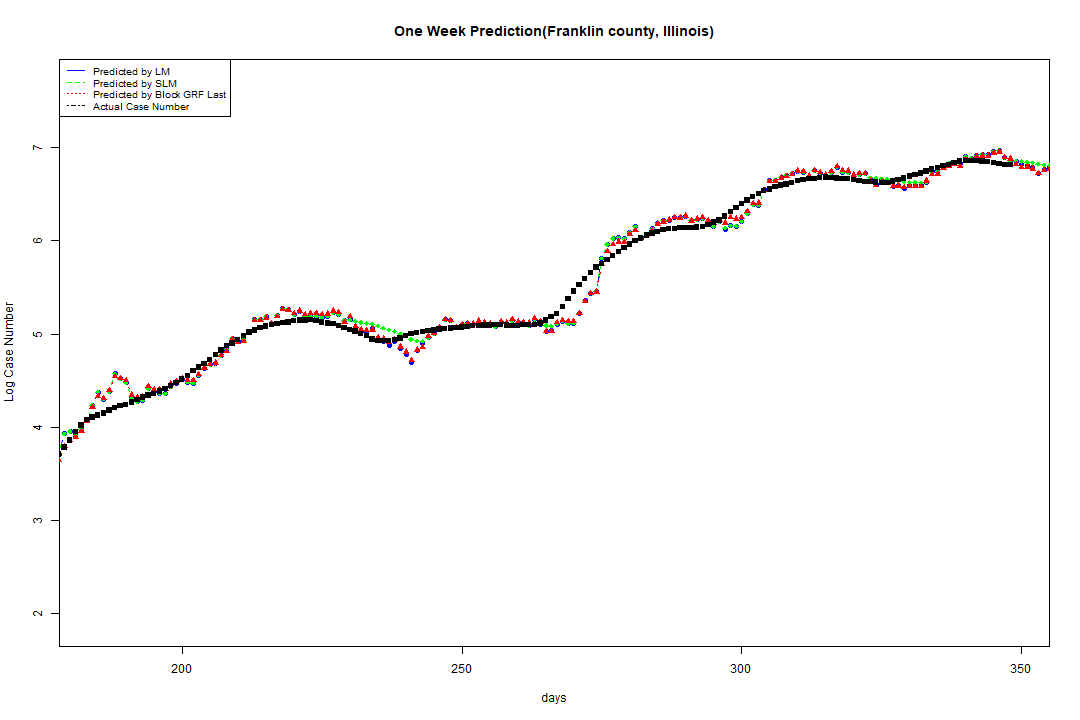 One Week Prediction(Franklin county, Illinois)
Predicted by LM
Predicted by SLM
Predicted by Block GRF Last
Actual Case Number
7
6
5
4
3
2
Log Case Number
200
250
300
350
days